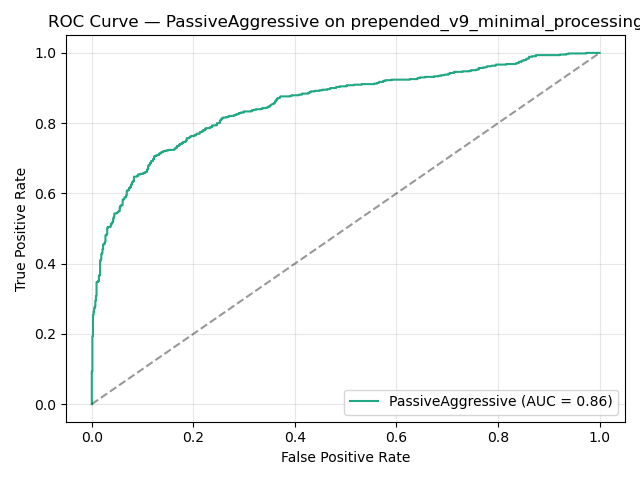 ROC Curve — PassiveAggressive on prepended_v9_minimal_processing
True Positive Rate
1.0
0.8
0.6
0.4
0.2
0.0
PassiveAggressive (AUC = 0.86)
0.0 0.2 0.4 0.6 0.8 1.0
False Positive Rate